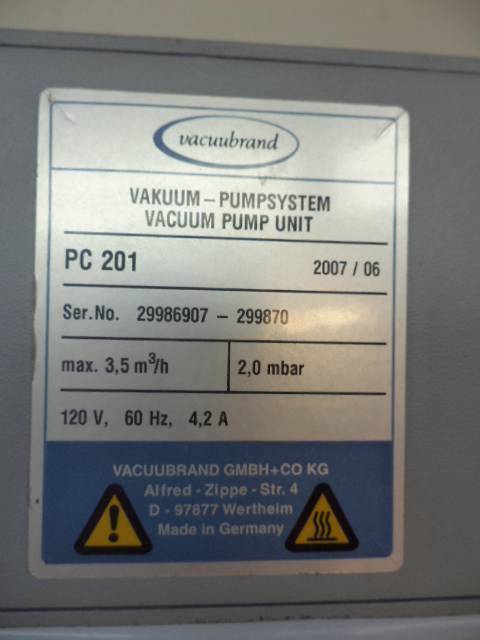 vacuubrand
VAKUUM – PUMPSYSTEM
VACUUM PUMP UNIT
PC 201 2007 / 06
Ser.No. 29986907 – 299870
max. 3,5 m³/h 2,0 mbar
120 V, 60 Hz, 4,2 A
VACUUBRAND GMBH+CO KG
Alfred - Zippe - Str. 4
D - 97877 Wertheim
Made in Germany